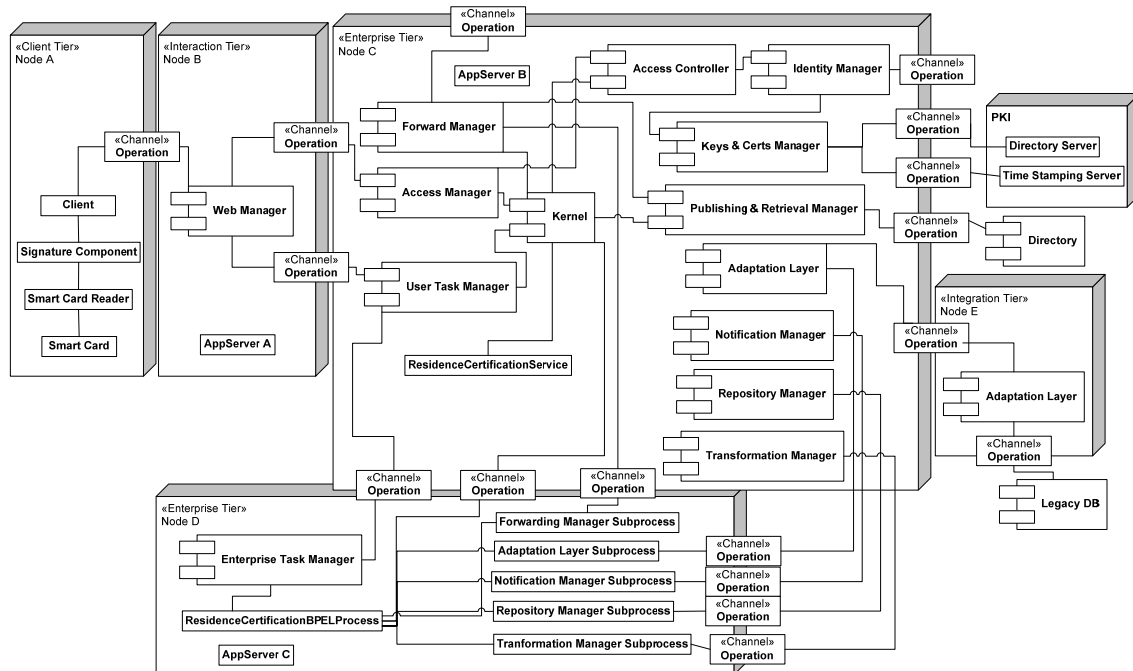 «Channel»
Operation
«Client Tier»
Node A
«Interaction Tier»
Node B
«Enterprise Tier»
Node C
AppServer B
Access Controller
Identity Manager
«Channel»
Operation
«Channel»
Operation
PKI
Directory Server
Time Stamping Server
«Channel»
Operation
«Channel»
Operation
«Channel»
Operation
Forward Manager
Keys & Certs Manager
«Channel»
Operation
Client
Web Manager
Access Manager
Kernel
Publishing & Retrieval Manager
«Channel»
Operation
Directory
Signature Component
«Channel»
Operation
User Task Manager
Adaptation Layer
Smart Card Reader
«Integration Tier»
Node E
Smart Card
AppServer A
ResidenceCertificationService
Notification Manager
«Channel»
Operation
Repository Manager
Adaptation Layer
Transformation Manager
«Channel»
Operation
Legacy DB
«Channel»
Operation
«Channel»
Operation
«Channel»
Operation
«Enterprise Tier»
Node D
Forwarding Manager Subprocess
Enterprise Task Manager
Adaptation Layer Subprocess
«Channel»
Operation
Notification Manager Subprocess
«Channel»
Operation
ResidenceCertificationBPELProcess
Repository Manager Subprocess
«Channel»
Operation
Tranformation Manager Subprocess
«Channel»
Operation
AppServer C